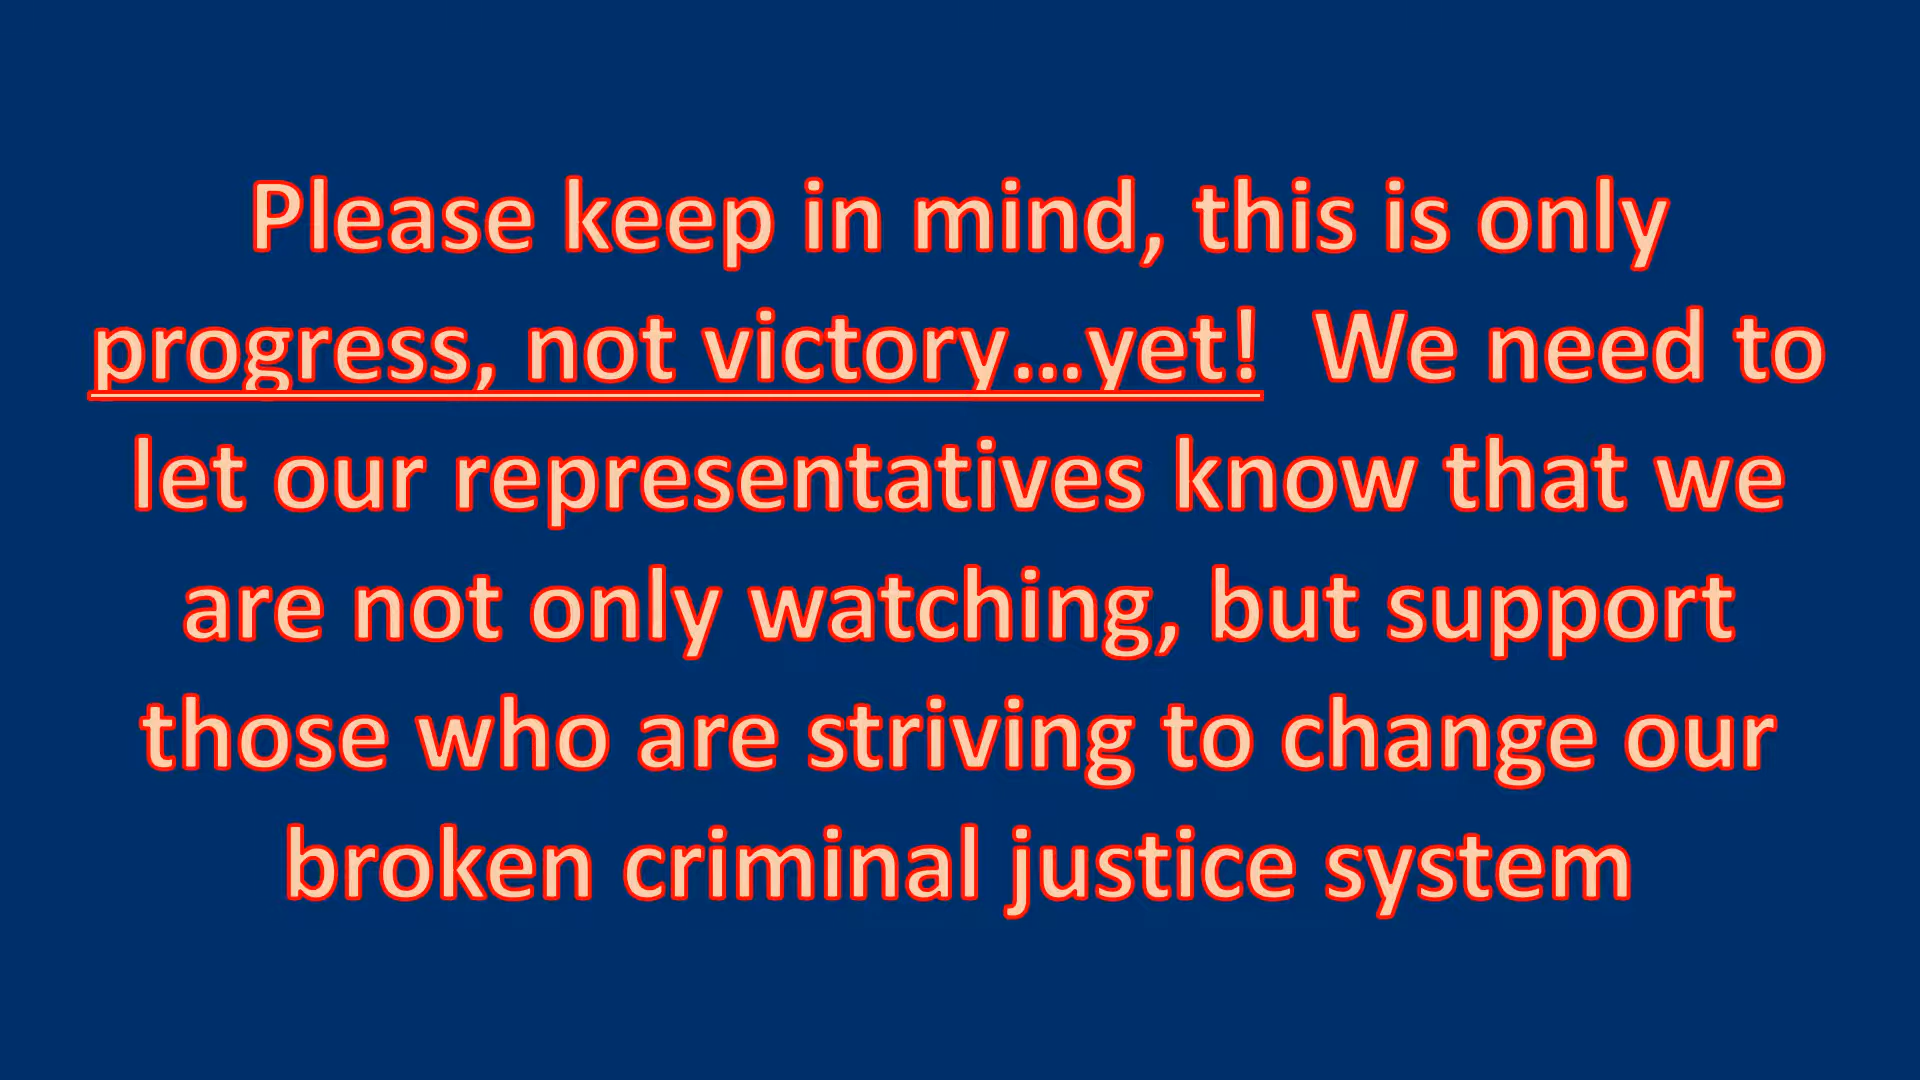 Please keep in mind, this is only
progress, not victory...yet!  We need to
let our representatives know that we
are not only watching, but support
those who are striving to change our
broken criminal justice system